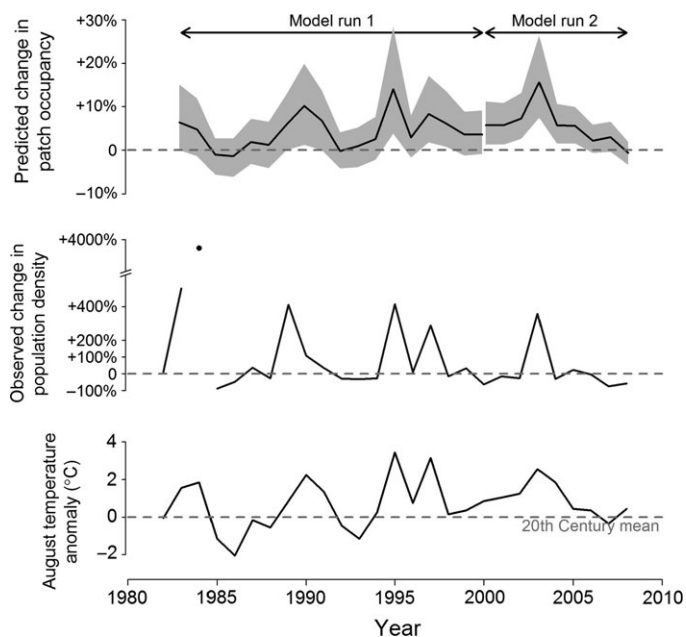 Model run 1
Model run 2
Predicted change in
patch occupancy
+30%
+20%
+10%
0
–10%
Observed change in
population density
+4000%
+400%
+200%
+100%
0
–100%
August temperature
anomaly (°C)
4
2
0
–2
20th Century mean
1980
1985
1990
1995
2000
2005
2010
Year